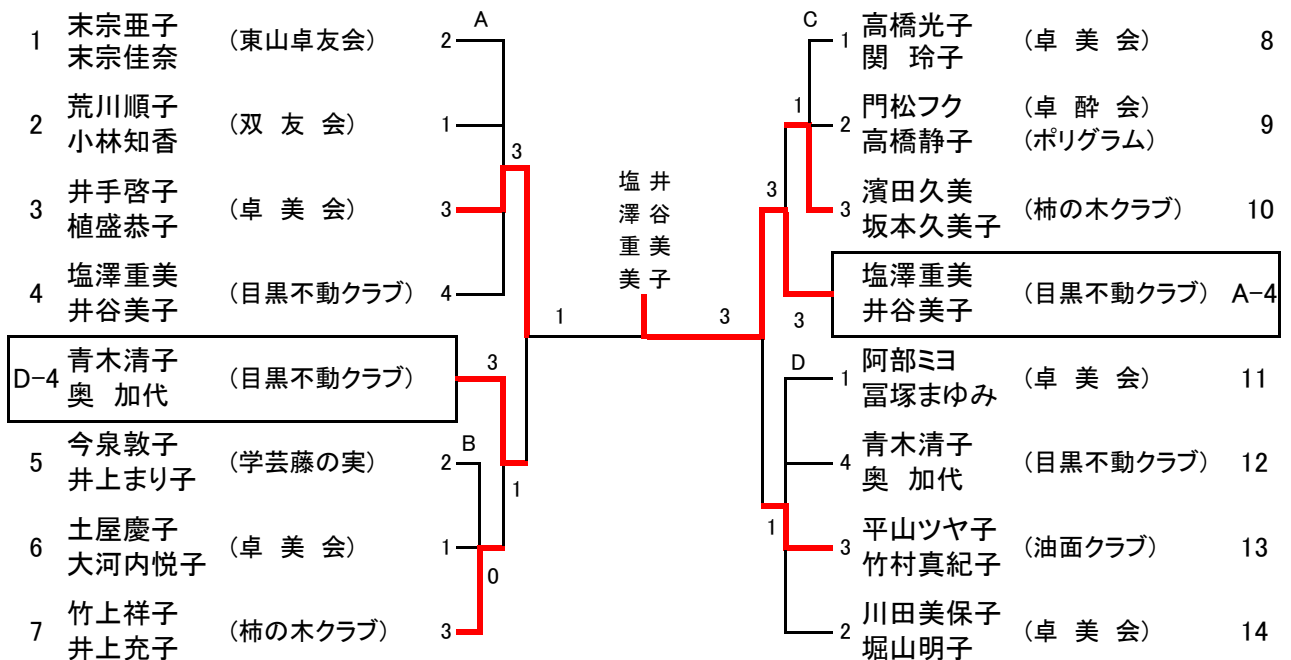 A
1 末宗亜子 (東山卓友会) 2
末宗佳奈
2 荒川順子 (双 友 会) 1
小林知香
3
3 井手啓子 (卓 美 会) 3
植盛恭子
4 塩澤重美 (目黒不動クラブ) 4
井谷美子
1
D-4 青木清子 (目黒不動クラブ) 3
奥 加代
B
5 今泉敦子 (学芸藤の実) 2
井上まり子
1
6 土屋慶子 (卓 美 会) 1
大河内悦子
0
7 竹上祥子 (柿の木クラブ) 3
井上充子
井谷美子
塩澤重美
3
C
1 高橋光子 (卓 美 会) 8
関 玲子
1
2 門松フク (卓 酔 会) 9
高橋静子 (ポリグラム)
3
3 濱田久美 (柿の木クラブ) 10
坂本久美子
塩澤重美 (目黒不動クラブ) A-4
井谷美子
3
D
1 阿部ミヨ (卓 美 会) 11
冨塚まゆみ
4 青木清子 (目黒不動クラブ) 12
奥 加代
1
3 平山ツヤ子 (油面クラブ) 13
竹村真紀子
2 川田美保子 (卓 美 会) 14
堀山明子